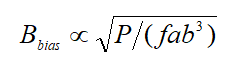 B_bias ∝ √P/(fab³)